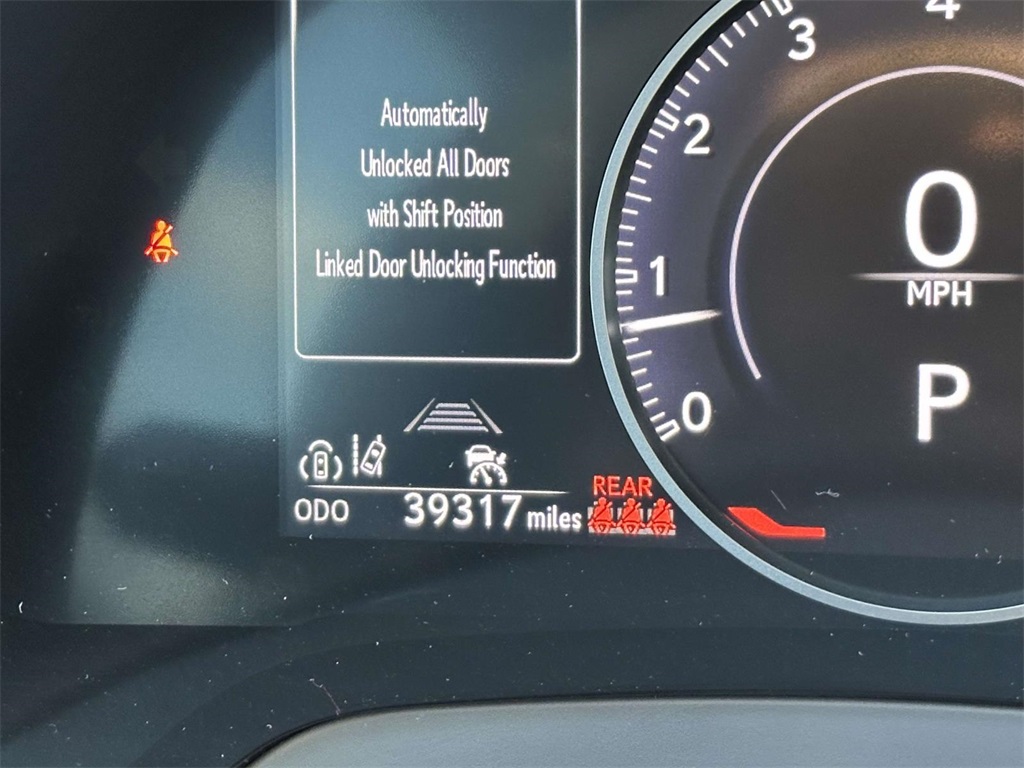 Automatically
Unlocked All Doors
with Shift Position
Linked Door Unlocking Function
4
3
2
1
0
0
MPH
P
REAR
ODO 39317 miles